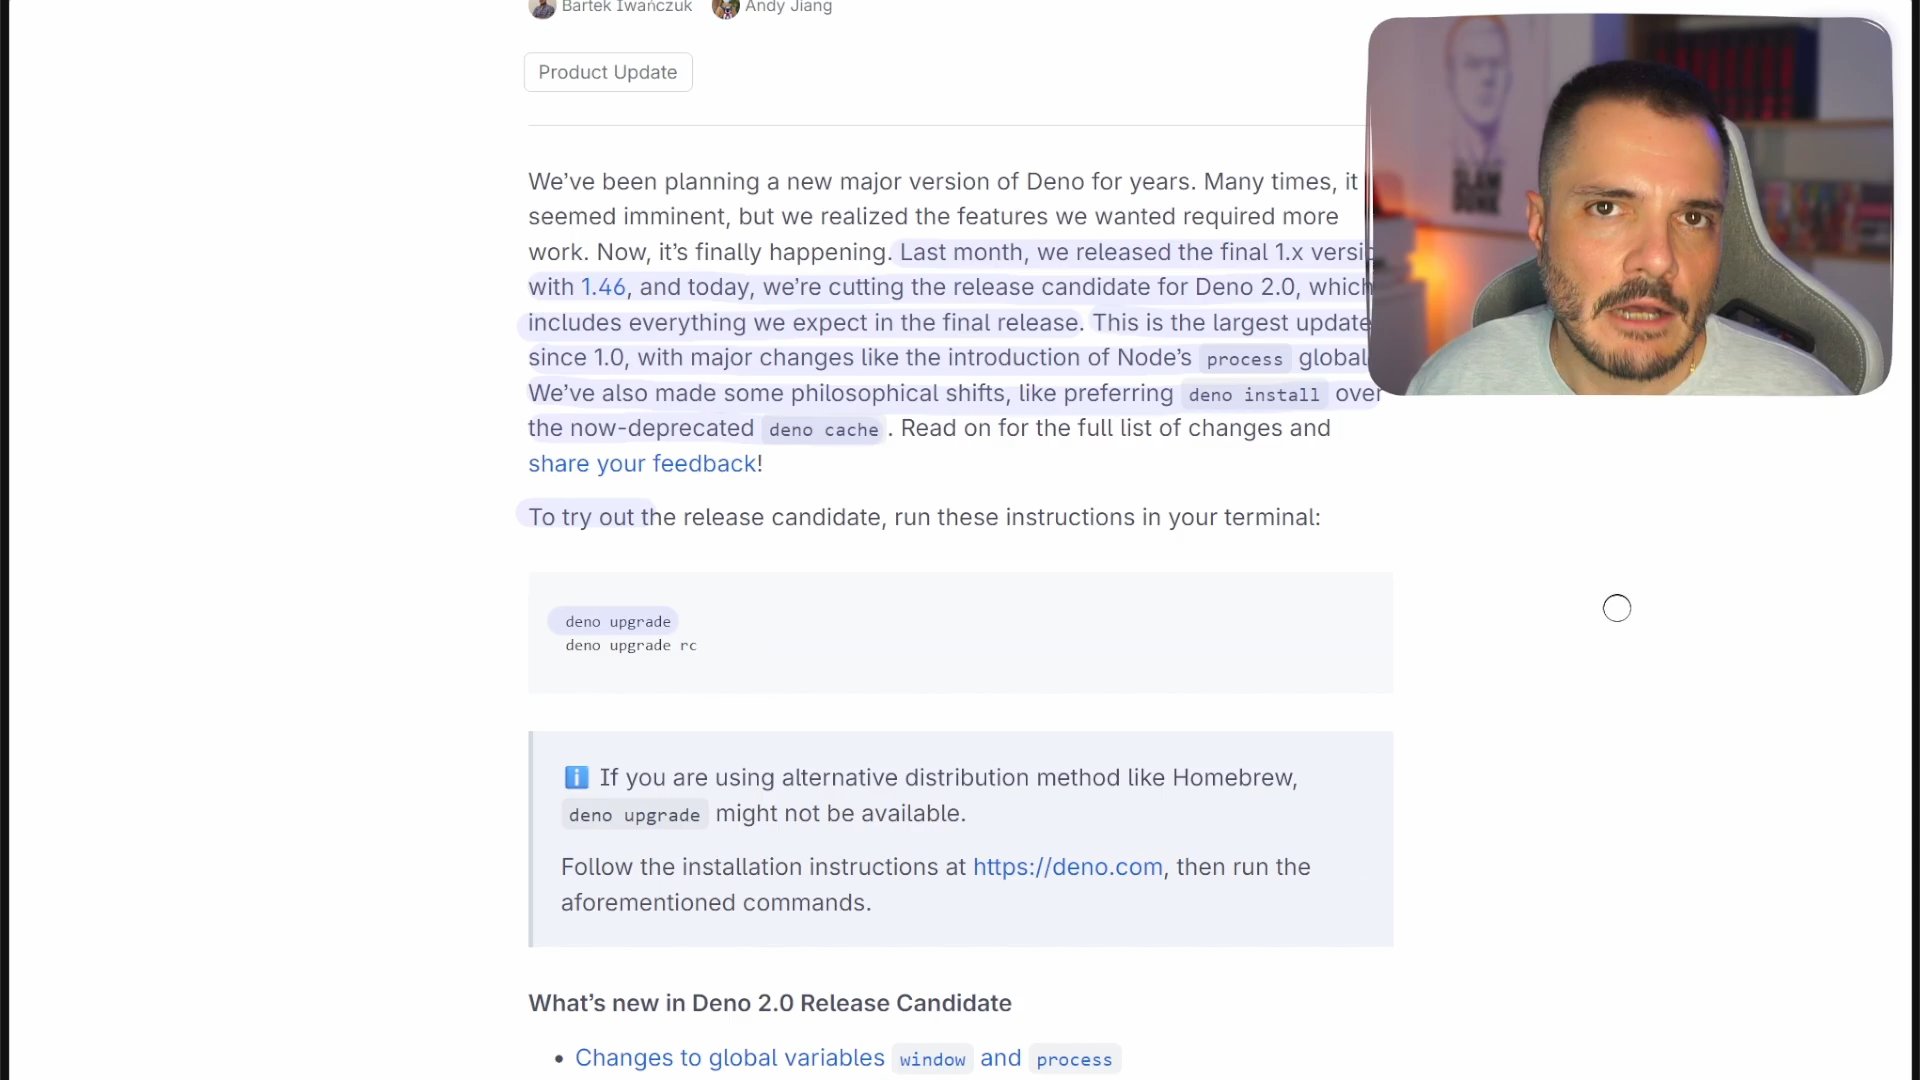 Bartek Iwańczuk Andy Jiang
Product Update
We’ve been planning a new major version of Deno for years. Many times, it
seemed imminent, but we realized the features we wanted required more
work. Now, it’s finally happening. Last month, we released the final 1.x versi
with 1.46, and today, we’re cutting the release candidate for Deno 2.0, which
includes everything we expect in the final release. This is the largest update
since 1.0, with major changes like the introduction of Node’s process global
We’ve also made some philosophical shifts, like preferring deno install over
the now-deprecated deno cache. Read on for the full list of changes and
share your feedback!
To try out the release candidate, run these instructions in your terminal:
deno upgrade
deno upgrade rc
If you are using alternative distribution method like Homebrew,
deno upgrade might not be available.
Follow the installation instructions at https://deno.com, then run the
aforementioned commands.
What’s new in Deno 2.0 Release Candidate
• Changes to global variables window and process
SLAM
DUNK